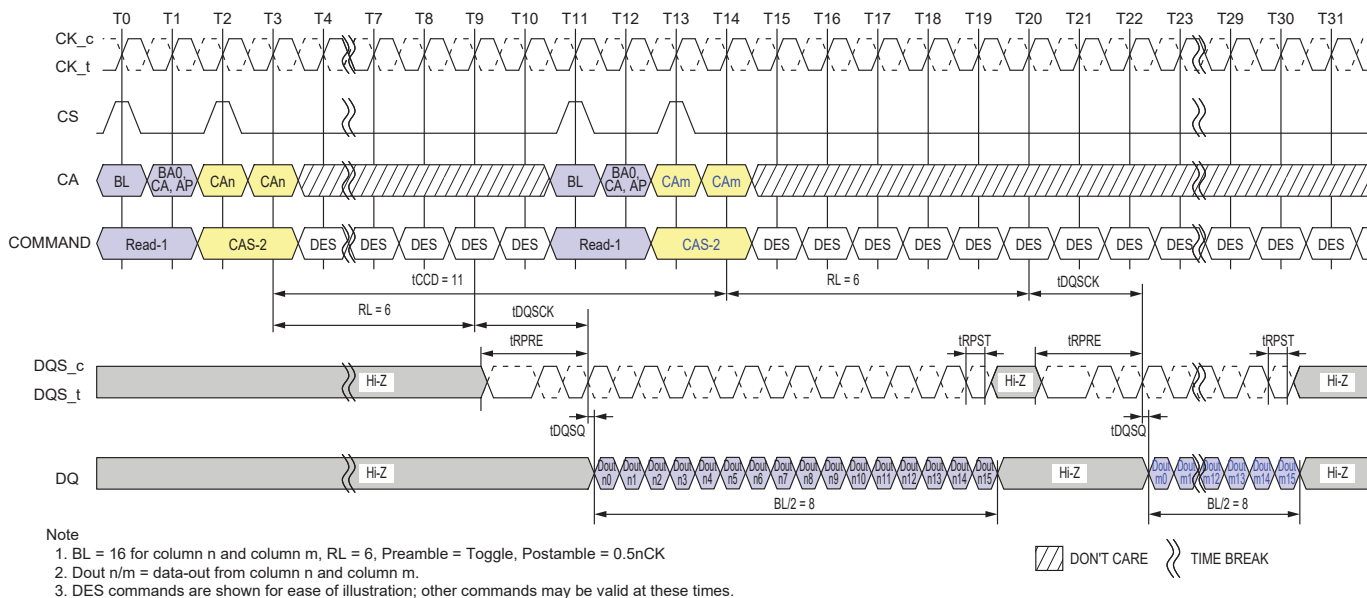 T0 T1 T2 T3 T4 T7 T8 T9 T10 T11 T12 T13 T14 T15 T16 T17 T18 T19 T20 T21 T22 T23 T29 T30 T31
CK_c
CK_t
CS
CA BL BA0, CA, AP CAn CAn BL BA0, CA, AP CAm CAm
COMMAND Read-1 CAS-2 DES DES DES DES DES Read-1 CAS-2 DES DES DES DES DES DES DES DES DES DES DES DES
tCCD = 11 RL = 6 tDQSCK
RL = 6 tDQSCK
tRPRE tRPST tRPRE tRPST
DQS_c
DQS_t
Hi-Z Hi-Z Hi-Z
tDQSQ tDQSQ
DQ Hi-Z Dout n0 Dout n1 Dout n2 Dout n3 Dout n4 Dout n5 Dout n6 Dout n7 Dout n8 Dout n9 Dout n10 Dout n11 Dout n12 Dout n13 Dout n14 Dout n15 Hi-Z Dout m0 Dout m1 Dout m12 Dout m13 Dout m14 Dout m15 Hi-Z
BL/2 = 8 BL/2 = 8
Note
1. BL = 16 for column n and column m, RL = 6, Preamble = Toggle, Postamble = 0.5nCK
2. Dout n/m = data-out from column n and column m.
3. DES commands are shown for ease of illustration; other commands may be valid at these times.
DON'T CARE TIME BREAK